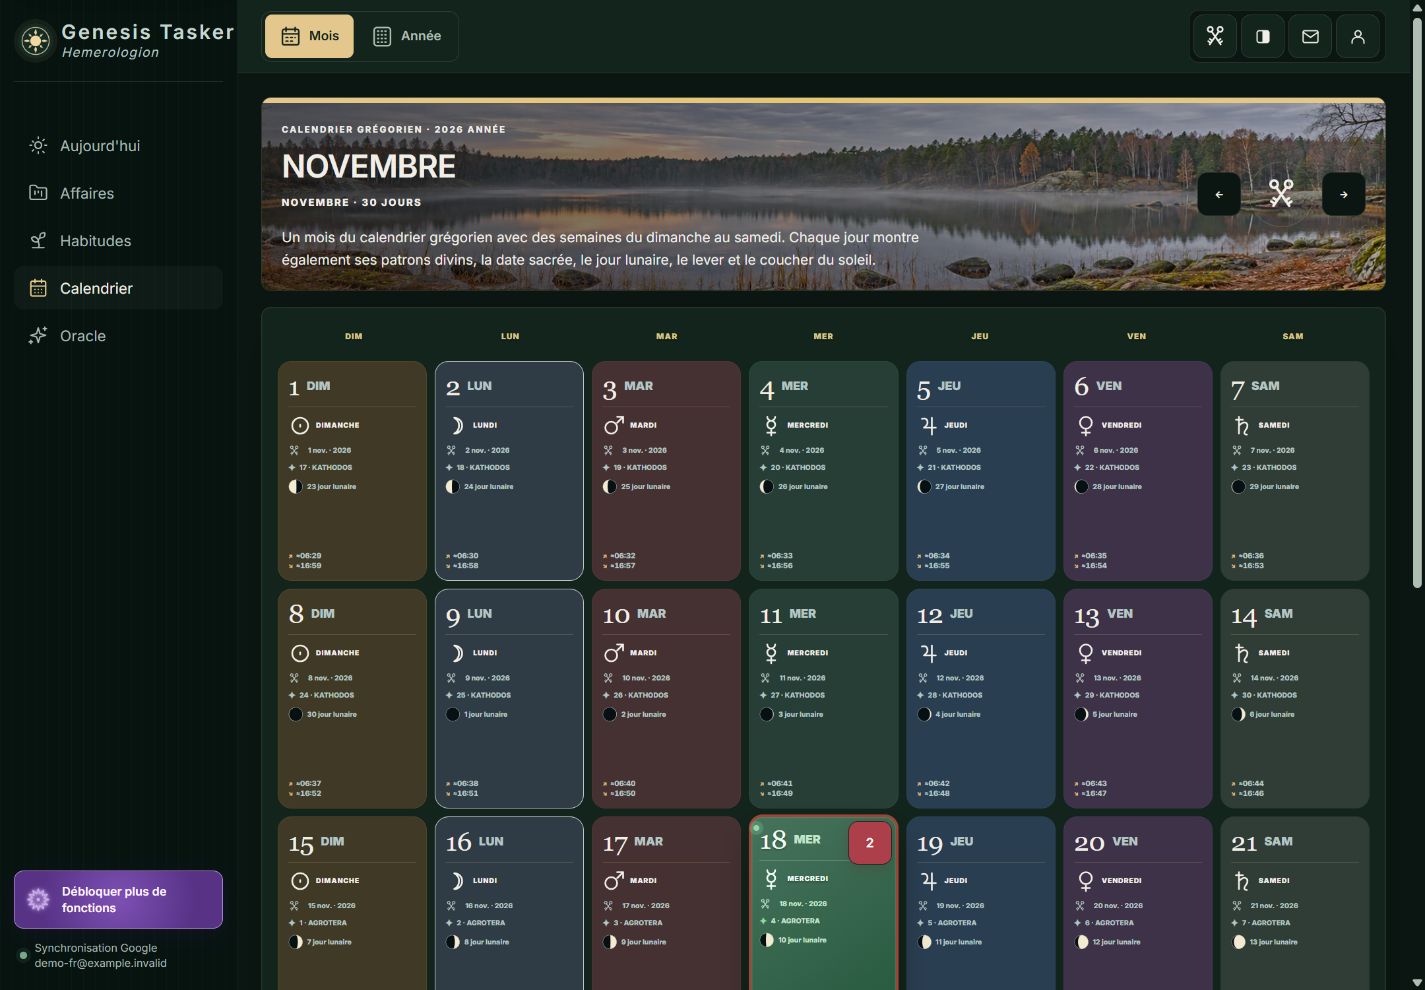 Genesis Tasker
Hemerologion
Aujourd'hui
Affaires
Habitudes
Calendrier
Oracle
Débloquer plus de
fonctions
Synchronisation Google
demo-fr@example.invalid
Mois
Année
CALENDRIER GRÉGORIEN · 2026 ANNÉE
NOVEMBRE
NOVEMBRE · 30 JOURS
Un mois du calendrier grégorien avec des semaines du dimanche au samedi. Chaque jour montre
également ses patrons divins, la date sacrée, le jour lunaire, le lever et le coucher du soleil.
DIM LUN MAR MER JEU VEN SAM
1 DIM
DIMANCHE
1 nov. · 2026
17 · KATHODOS
23 jour lunaire
≈06:29
≈16:59
2 LUN
LUNDI
2 nov. · 2026
18 · KATHODOS
24 jour lunaire
≈06:30
≈16:58
3 MAR
MARDI
3 nov. · 2026
19 · KATHODOS
25 jour lunaire
≈06:32
≈16:57
4 MER
MERCREDI
4 nov. · 2026
20 · KATHODOS
26 jour lunaire
≈06:33
≈16:56
5 JEU
JEUDI
5 nov. · 2026
21 · KATHODOS
27 jour lunaire
≈06:34
≈16:55
6 VEN
VENDREDI
6 nov. · 2026
22 · KATHODOS
28 jour lunaire
≈06:35
≈16:54
7 SAM
SAMEDI
7 nov. · 2026
23 · KATHODOS
29 jour lunaire
≈06:36
≈16:53
8 DIM
DIMANCHE
8 nov. · 2026
24 · KATHODOS
30 jour lunaire
≈06:37
≈16:52
9 LUN
LUNDI
9 nov. · 2026
25 · KATHODOS
1 jour lunaire
≈06:38
≈16:51
10 MAR
MARDI
10 nov. · 2026
26 · KATHODOS
2 jour lunaire
≈06:40
≈16:50
11 MER
MERCREDI
11 nov. · 2026
27 · KATHODOS
3 jour lunaire
≈06:41
≈16:49
12 JEU
JEUDI
12 nov. · 2026
28 · KATHODOS
4 jour lunaire
≈06:42
≈16:48
13 VEN
VENDREDI
13 nov. · 2026
29 · KATHODOS
5 jour lunaire
≈06:43
≈16:47
14 SAM
SAMEDI
14 nov. · 2026
30 · KATHODOS
6 jour lunaire
≈06:44
≈16:46
15 DIM
DIMANCHE
15 nov. · 2026
1 · AGROTERA
7 jour lunaire
16 LUN
LUNDI
16 nov. · 2026
2 · AGROTERA
8 jour lunaire
17 MAR
MARDI
17 nov. · 2026
3 · AGROTERA
9 jour lunaire
18 MER
2
MERCREDI
18 nov. · 2026
4 · AGROTERA
10 jour lunaire
19 JEU
JEUDI
19 nov. · 2026
5 · AGROTERA
11 jour lunaire
20 VEN
VENDREDI
20 nov. · 2026
6 · AGROTERA
12 jour lunaire
21 SAM
SAMEDI
21 nov. · 2026
7 · AGROTERA
13 jour lunaire